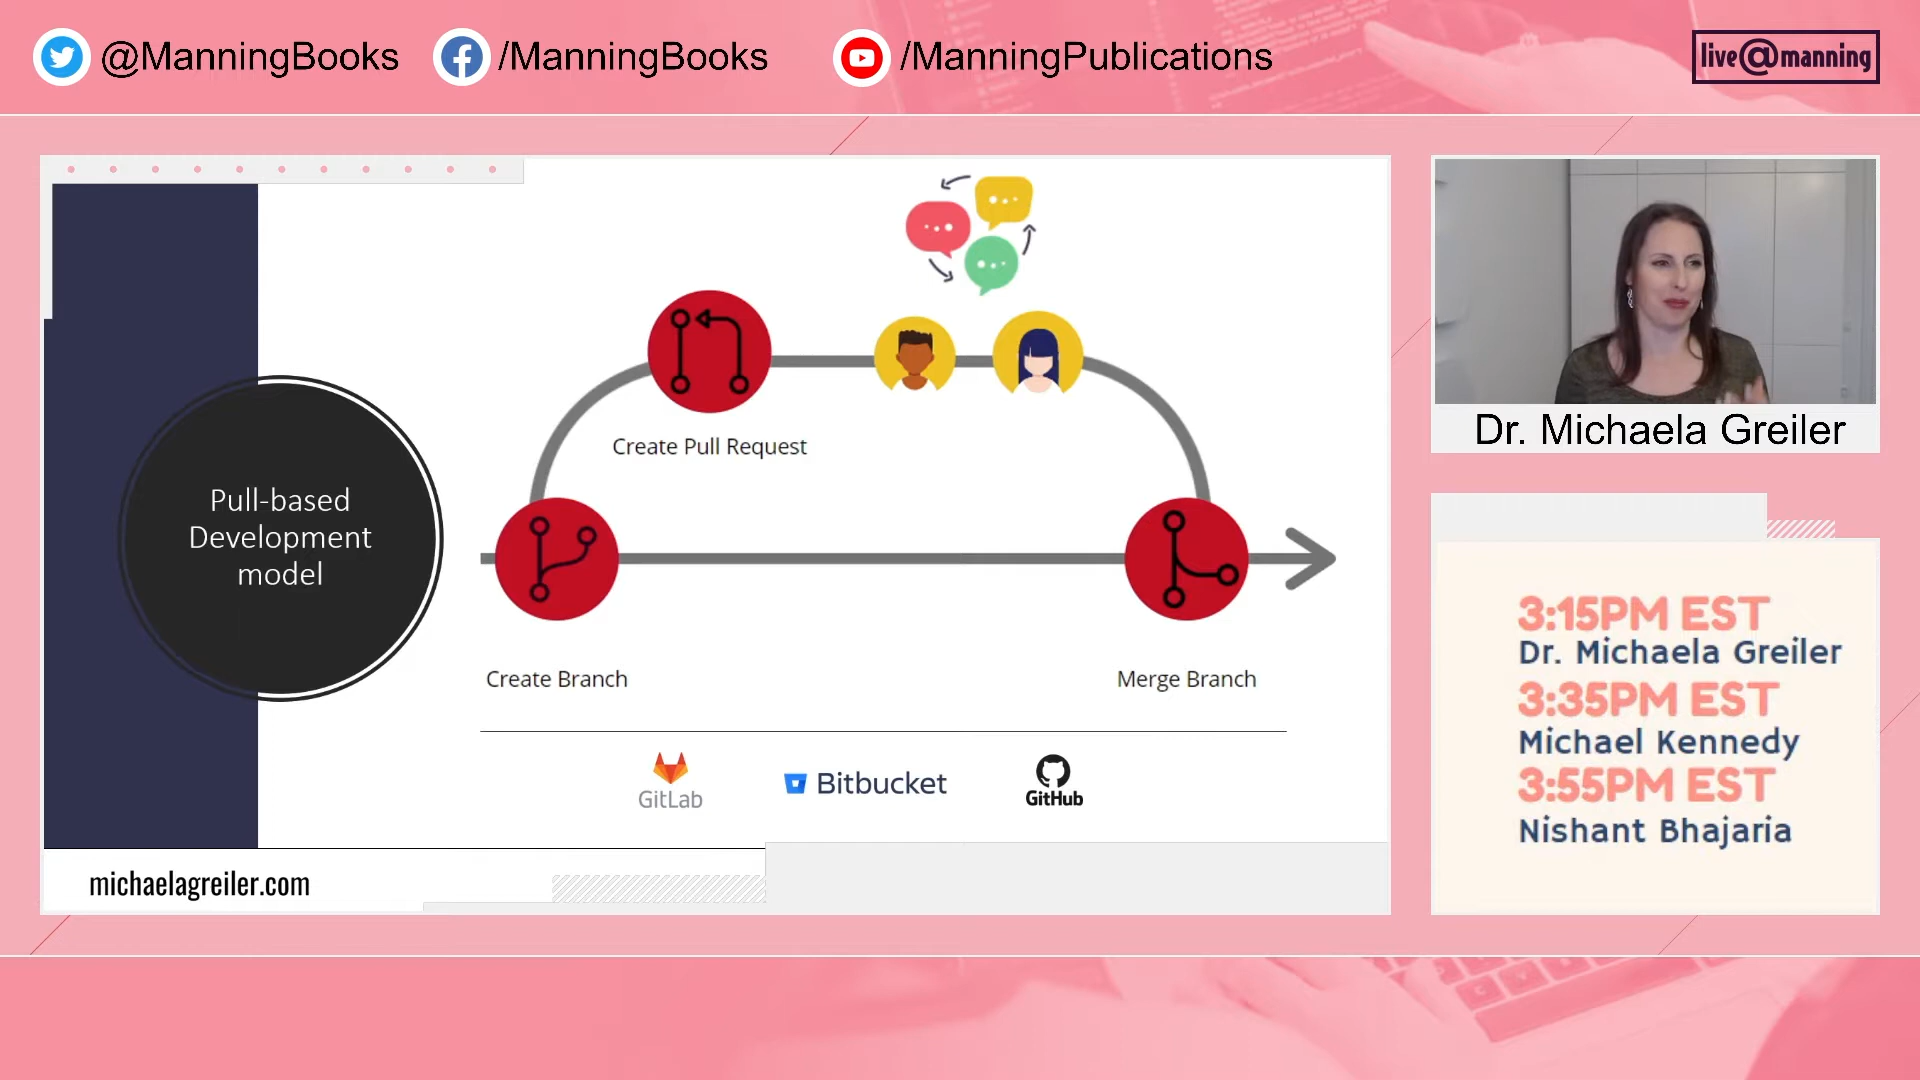 @ManningBooks
/ManningBooks
/ManningPublications
live@manning
Pull-based
Development
model
Create Pull Request
Create Branch
Merge Branch
GitLab
Bitbucket
GitHub
michaelagreiler.com
Dr. Michaela Greiler
3:15PM EST
Dr. Michaela Greiler
3:35PM EST
Michael Kennedy
3:55PM EST
Nishant Bhajaria